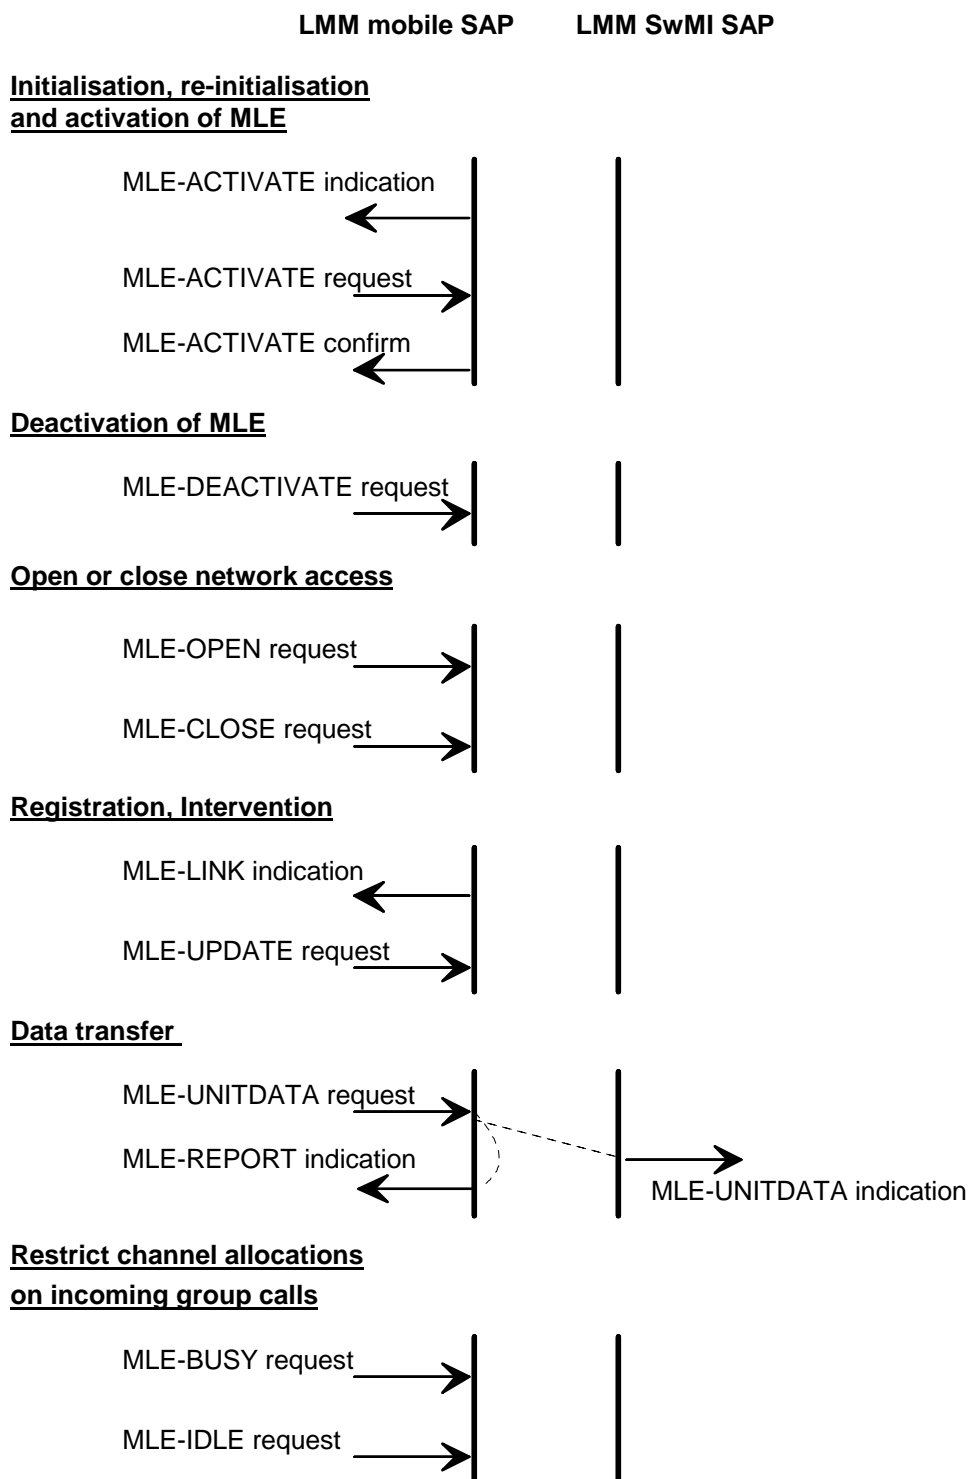 LMM mobile SAP LMM SwMI SAP
Initialisation, re-initialisation
and activation of MLE
MLE-ACTIVATE indication
MLE-ACTIVATE request
MLE-ACTIVATE confirm
Deactivation of MLE
MLE-DEACTIVATE request
Open or close network access
MLE-OPEN request
MLE-CLOSE request
Registration, Intervention
MLE-LINK indication
MLE-UPDATE request
Data transfer
MLE-UNITDATA request
MLE-REPORT indication
MLE-UNITDATA indication
Restrict channel allocations
on incoming group calls
MLE-BUSY request
MLE-IDLE request